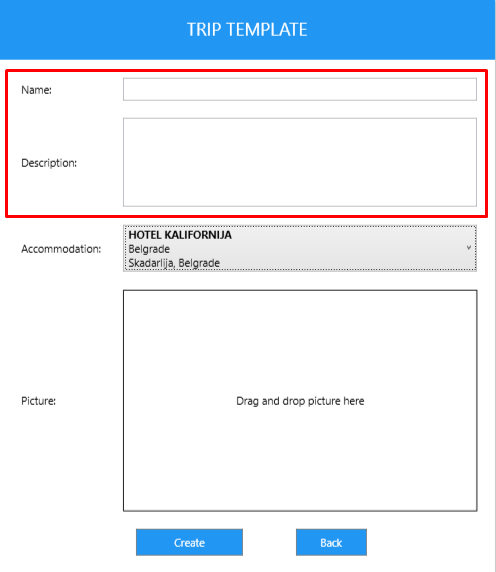 TRIP TEMPLATE
Name:
Description:
Accommodation:
HOTEL KALIFORNIJA
Belgrade
Skadarlija, Belgrade
Picture:
Drag and drop picture here
Create
Back